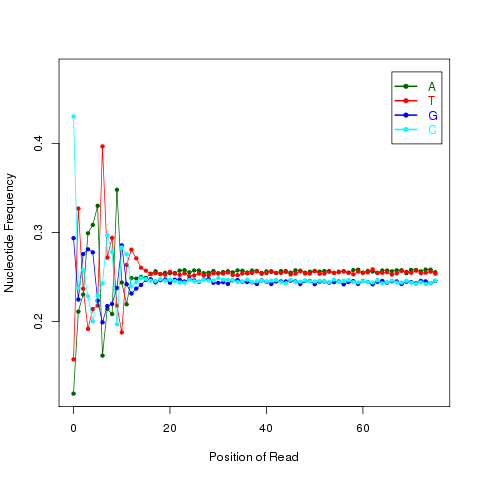 A
T
G
C
0.4
0.3
0.2
Nucleotide Frequency
0 20 40 60
Position of Read